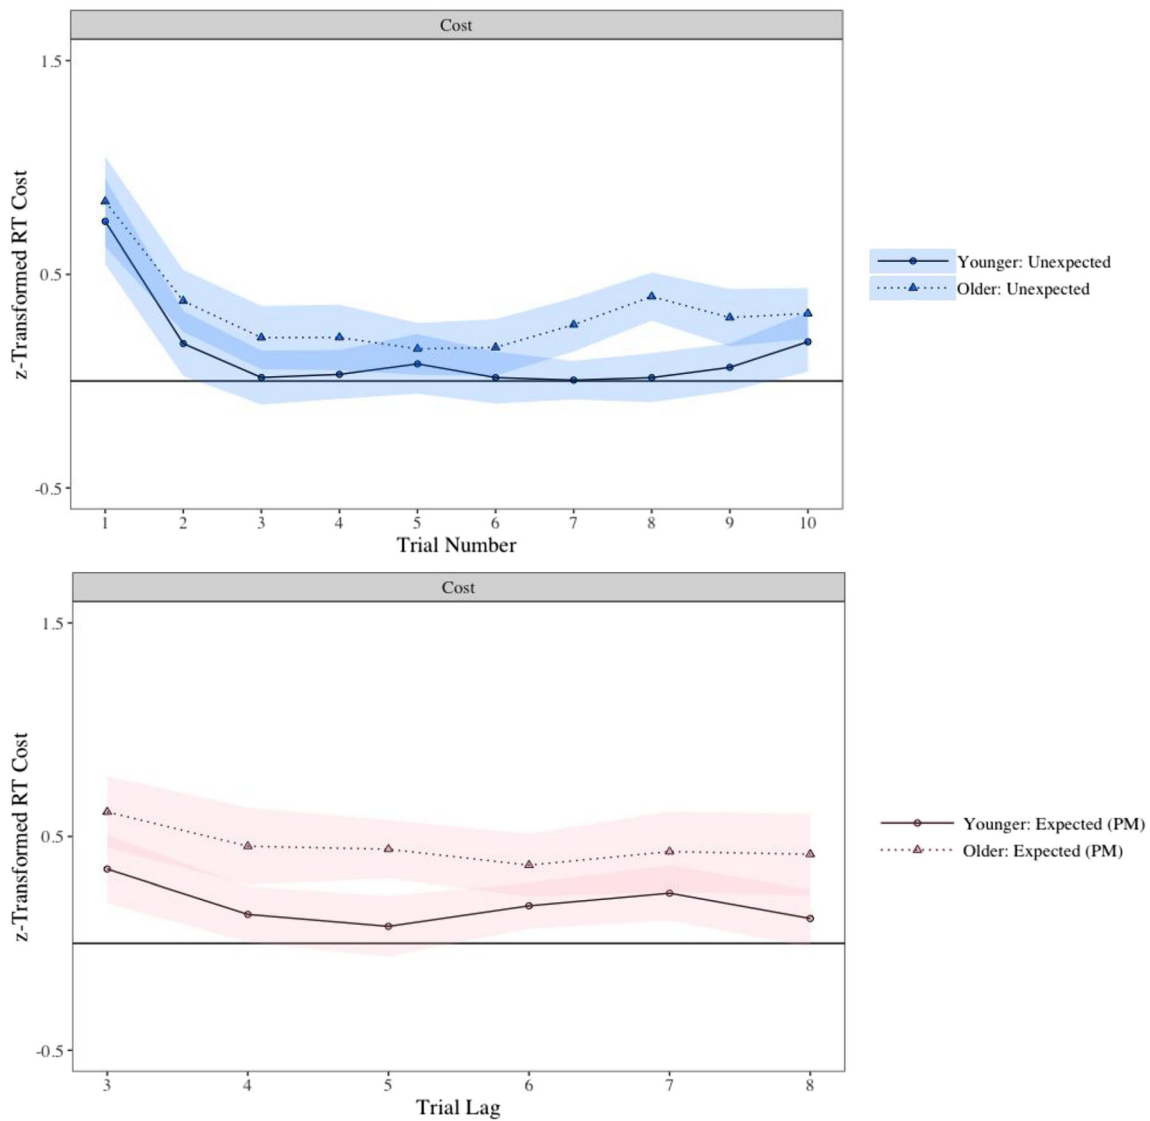 Cost
1.5
0.5
-0.5
z-Transformed RT Cost
1 2 3 4 5 6 7 8 9 10
Trial Number
Younger: Unexpected
Older: Unexpected
Cost
1.5
0.5
-0.5
z-Transformed RT Cost
3 4 5 6 7 8
Trial Lag
Younger: Expected (PM)
Older: Expected (PM)